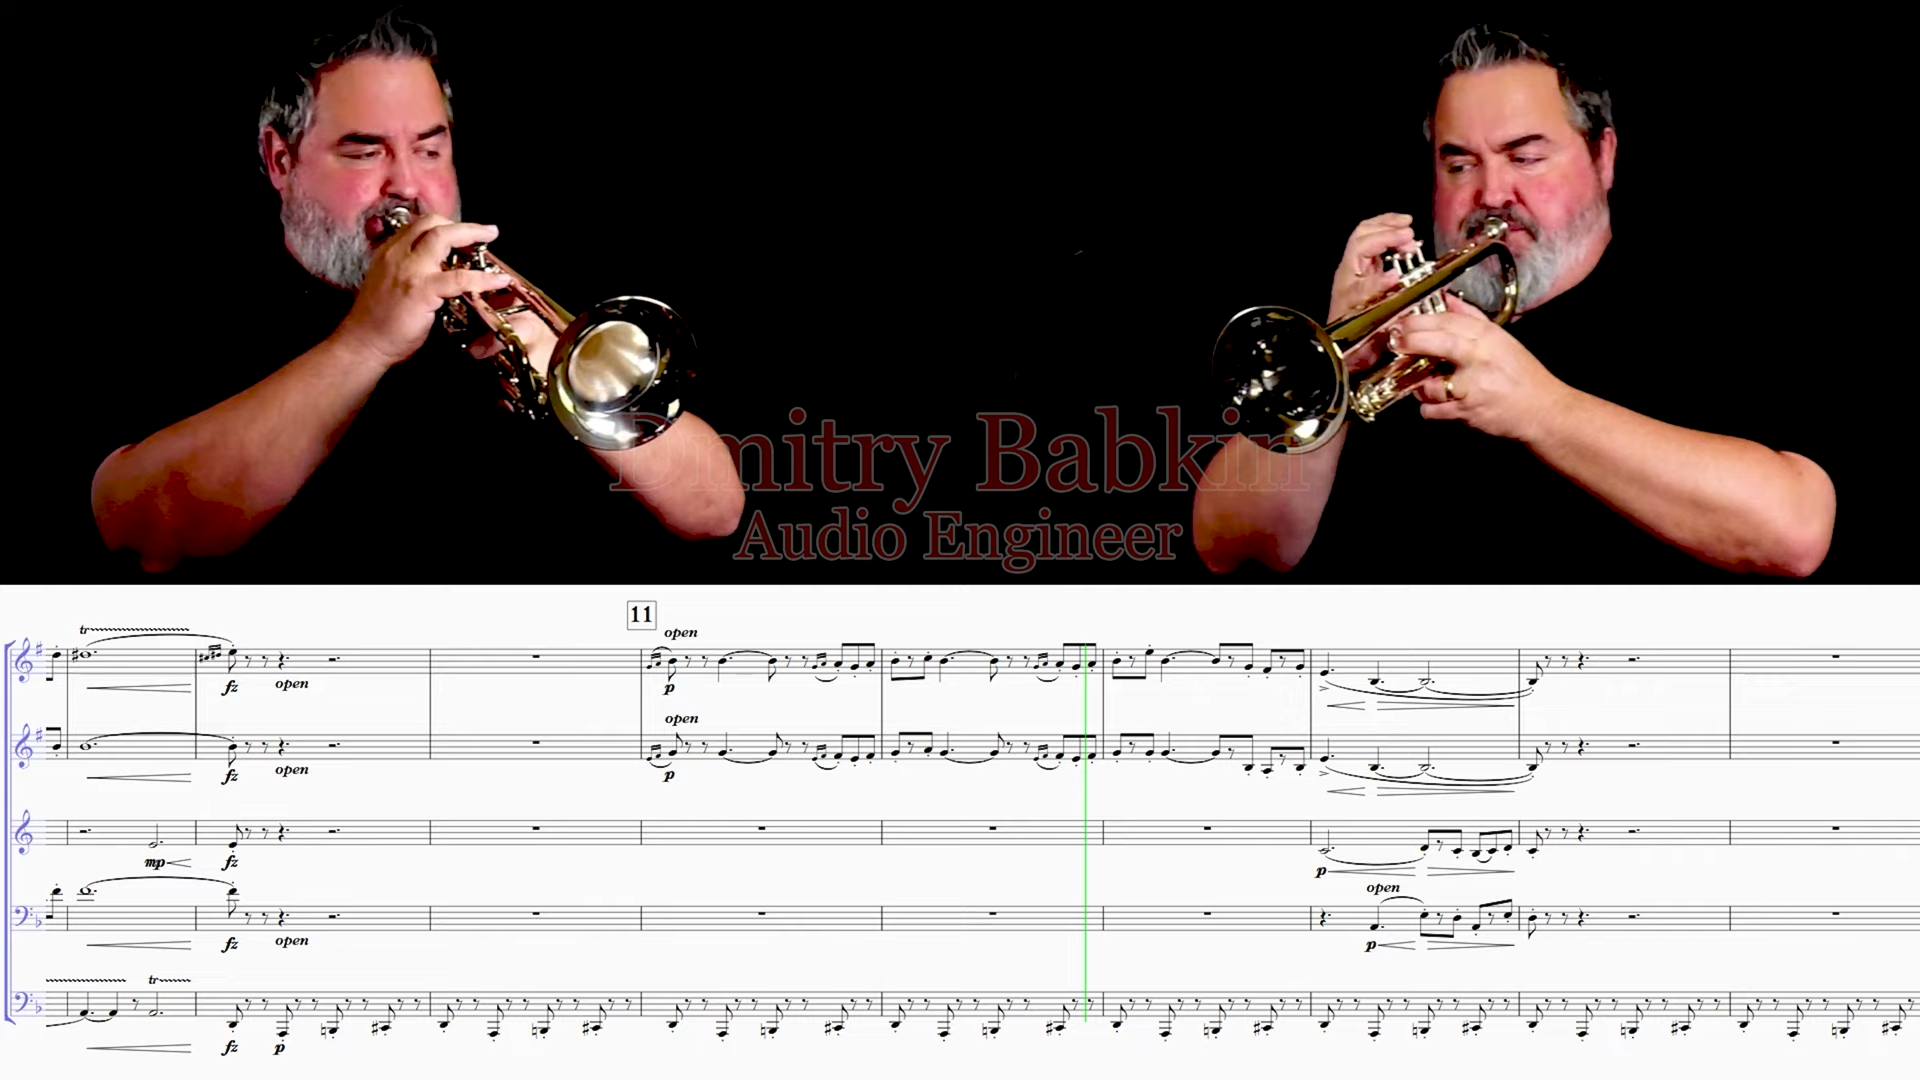 Dmitry Babkin
Audio Engineer
11
tr
open
fz
open
p
open
fz
open
p
mp
fz
p
open
fz
open
p
tr
fz
p